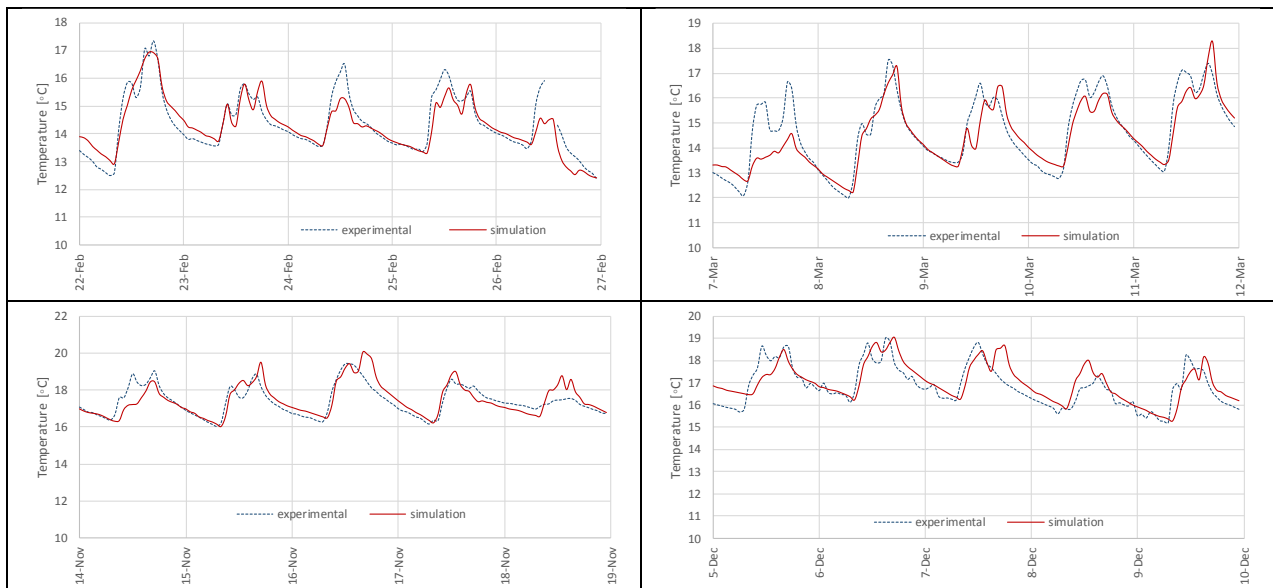 18
17
16
15
14
13
12
11
10
Temperature [°C]
experimental
simulation
22-Feb
23-Feb
24-Feb
25-Feb
26-Feb
27-Feb
19
18
17
16
15
14
13
12
11
10
Temperature [°C]
experimental
simulation
7-Mar
8-Mar
9-Mar
10-Mar
11-Mar
12-Mar
22
20
18
16
14
12
10
Temperature [°C]
experimental
simulation
14-Nov
15-Nov
16-Nov
17-Nov
18-Nov
19-Nov
20
19
18
17
16
15
14
13
12
11
10
Temperature [°C]
experimental
simulation
5-Dec
6-Dec
7-Dec
8-Dec
9-Dec
10-Dec